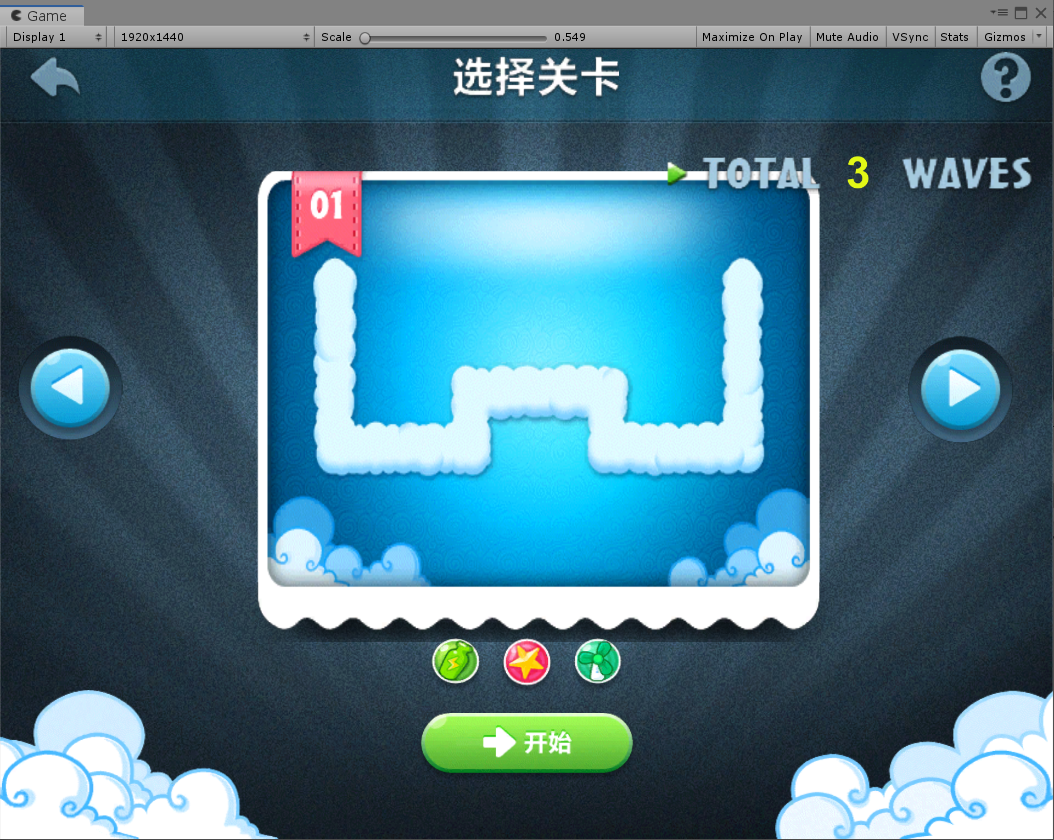 Game
Display 1 1920x1440 Scale 0.549 Maximize On Play Mute Audio VSync Stats Gizmos
选择关卡 ?
TOTAL 3 WAVES
01
开始